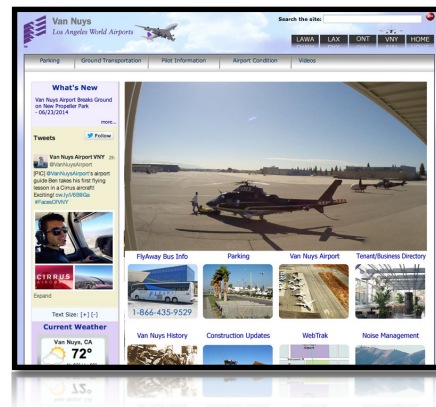 Van Nuys
Los Angeles World Airports
Search the site:
LAWA LAX ONT VNY HOME
Parking Ground Transportation Pilot Information Airport Condition Videos
What's New
Van Nuys Airport Breaks Ground
on New Propeller Park
- 06/23/2014
more...
Tweets
Follow
Van Nuys Airport VNY 2h
@VanNuysAirport
[PIC] @VanNuysAirport's airport
guide Ben takes his first flying
lesson in a Cirrus aircraft!
Exciting! ow.ly/i/6B8Ga
#FacesOfVNY
CIRRUS
AIRCRAFT
Expand
Text Size: [+] [-]
Current Weather
Van Nuys, CA
72°
FlyAway Bus Info Parking Van Nuys Airport Tenant/Business Directory
1-866-435-9529
Van Nuys History Construction Updates WebTrak Noise Management